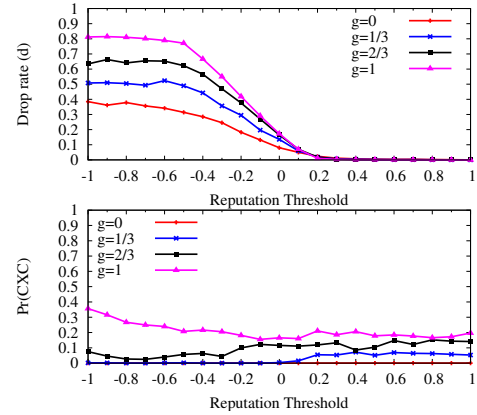 1
0.9
0.8
0.7
0.6
0.5
0.4
0.3
0.2
0.1
0
Drop rate (d)
g=0
g=1/3
g=2/3
g=1
-1 -0.8 -0.6 -0.4 -0.2 0 0.2 0.4 0.6 0.8 1
Reputation Threshold
1
0.9
0.8
0.7
0.6
0.5
0.4
0.3
0.2
0.1
0
Pr(CXC)
g=0
g=1/3
g=2/3
g=1
-1 -0.8 -0.6 -0.4 -0.2 0 0.2 0.4 0.6 0.8 1
Reputation Threshold